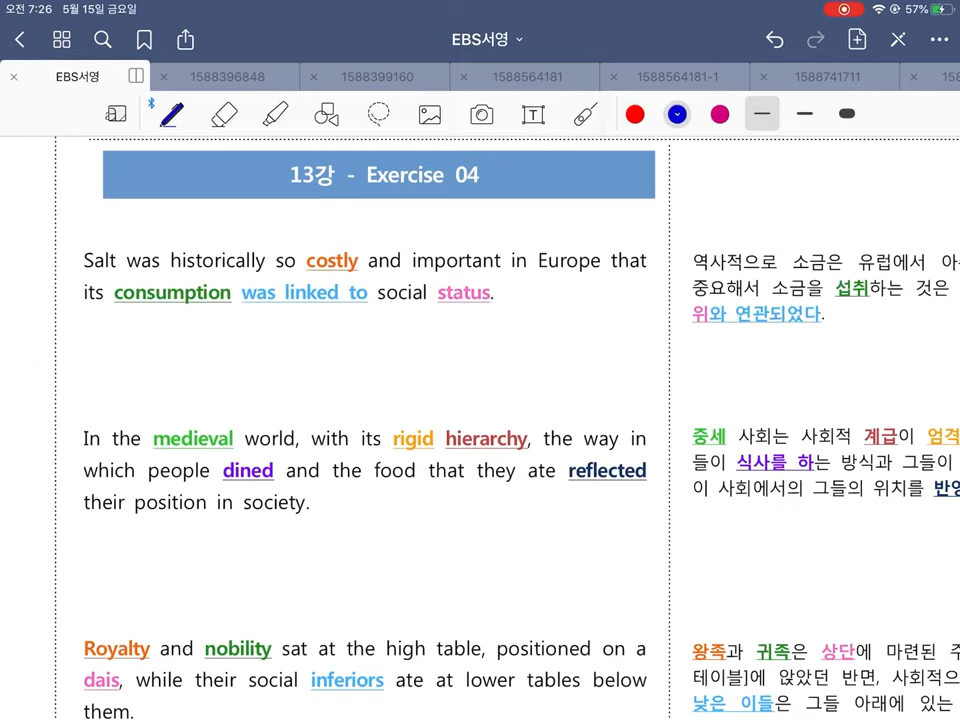 오전 7:26 5월 15일 금요일
57%
EBS서영
EBS서영
1588396848
1588399160
1588564181
1588564181-1
1588741711
13강 - Exercise 04
Salt was historically so costly and important in Europe that
its consumption was linked to social status.
역사적으로 소금은 유럽에서
중요해서 소금을 섭취하는 것은
위와 연관되었다.
In the medieval world, with its rigid hierarchy, the way in
which people dined and the food that they ate reflected
their position in society.
중세 사회는 사회적 계급이 엄격
들이 식사를 하는 방식과 그들이
이 사회에서의 그들의 위치를 반영
Royalty and nobility sat at the high table, positioned on a
dais, while their social inferiors ate at lower tables below
them.
왕족과 귀족은 상단에 마련된
테이블]에 앉았던 반면, 사회적으
낮은 이들은 그들 아래에 있는